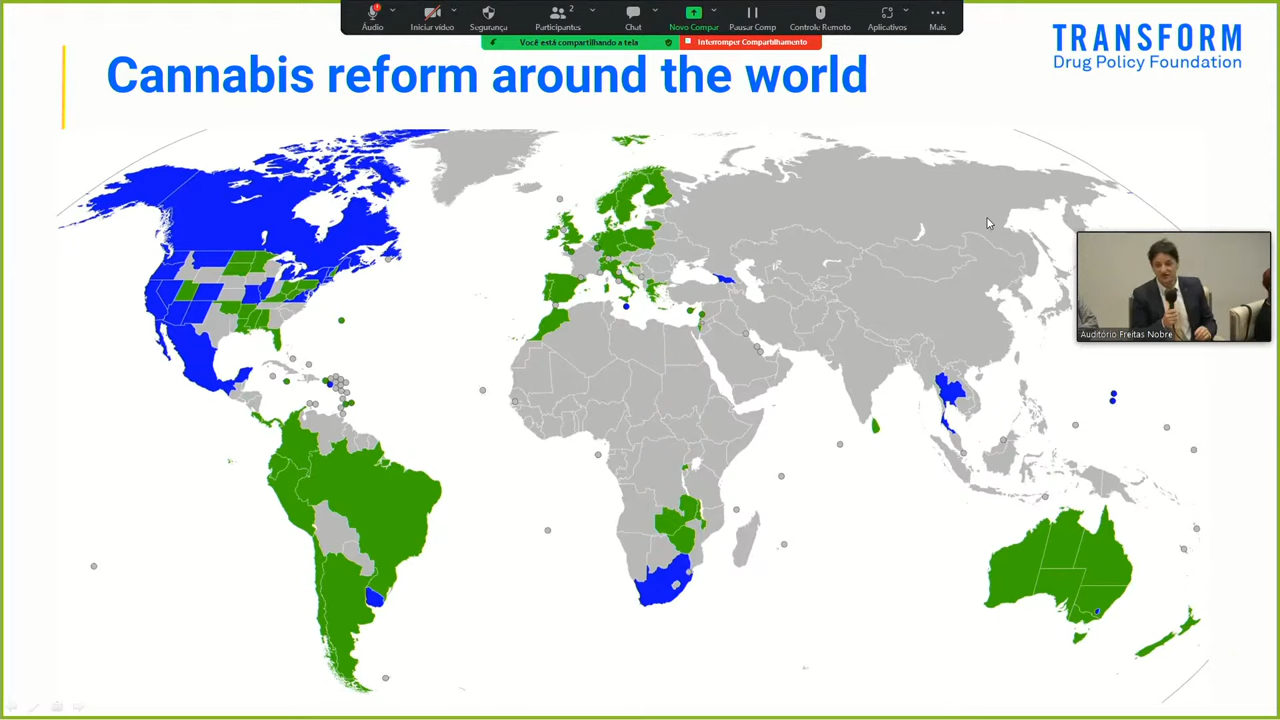 Áudio
Iniciar vídeo
Segurança
Participantes
2
Chat
Novo Compar
Pausar Comp
Controle Remoto
Aplicativos
Mais
Você está compartilhando a tela
Interromper Compartilhamento
TRANSFORM
Drug Policy Foundation
Cannabis reform around the world
Auditório Freitas Nobre